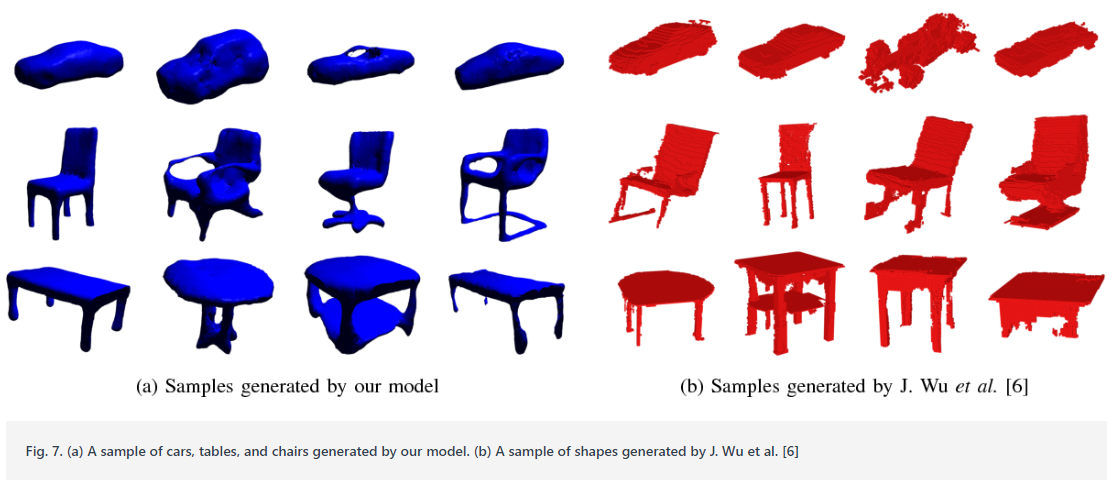 (a) Samples generated by our model
(b) Samples generated by J. Wu et al. [6]
Fig. 7. (a) A sample of cars, tables, and chairs generated by our model. (b) A sample of shapes generated by J. Wu et al. [6]